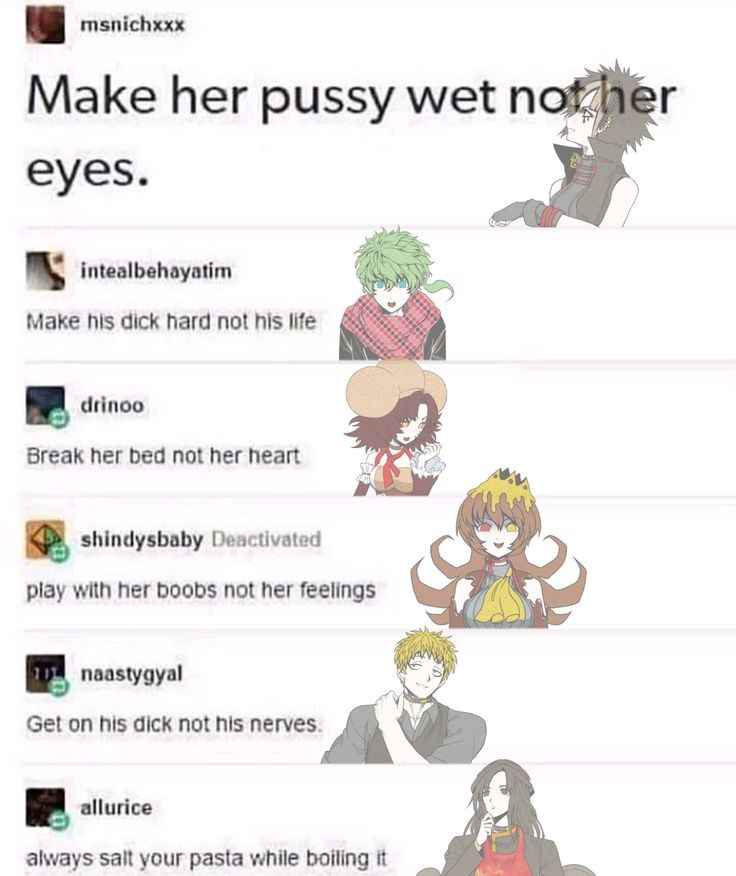 msnichxxx
Make her pussy wet not her
eyes.
intealbehayatim
Make his dick hard not his life
drinoo
Break her bed not her heart
shindysbaby Deactivated
play with her boobs not her feelings
naastygyal
Get on his dick not his nerves.
allurice
always salt your pasta while boiling it